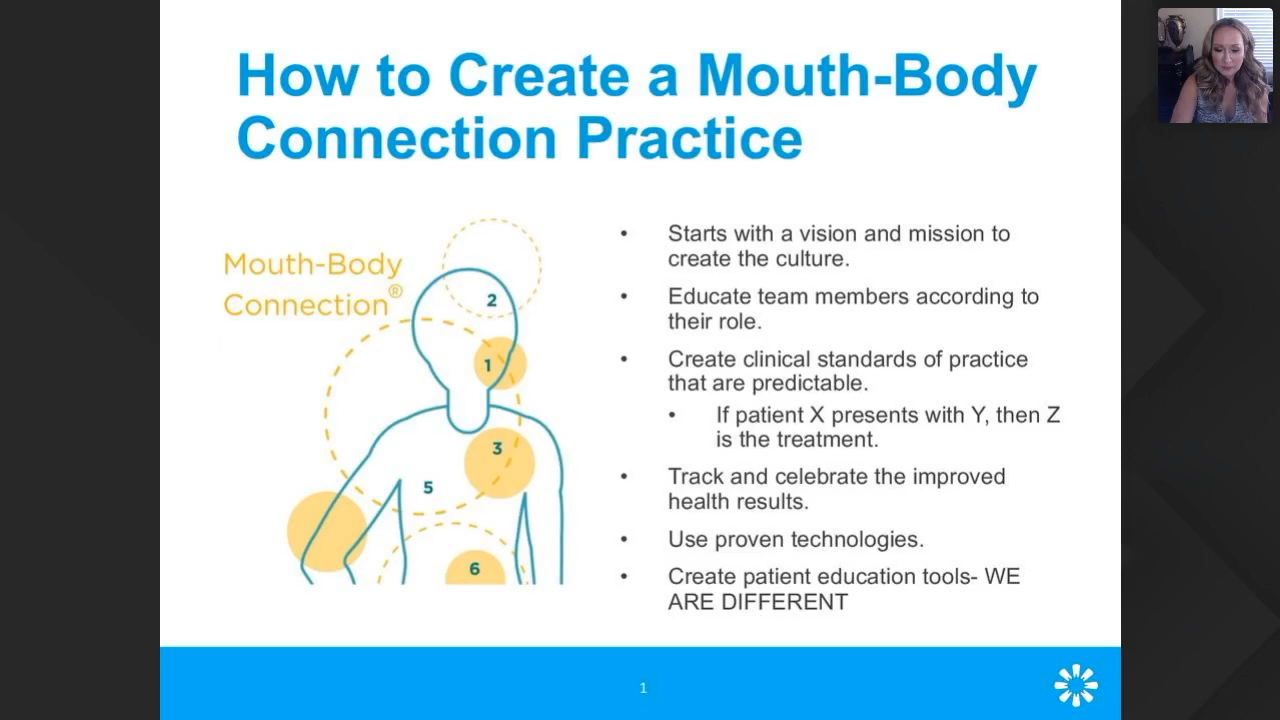 How to Create a Mouth-Body
Connection Practice
Mouth-Body
Connection®
2
1
3
5
6
• Starts with a vision and mission to
create the culture.
• Educate team members according to
their role.
• Create clinical standards of practice
that are predictable.
• If patient X presents with Y, then Z
is the treatment.
• Track and celebrate the improved
health results.
• Use proven technologies.
• Create patient education tools- WE
ARE DIFFERENT
1